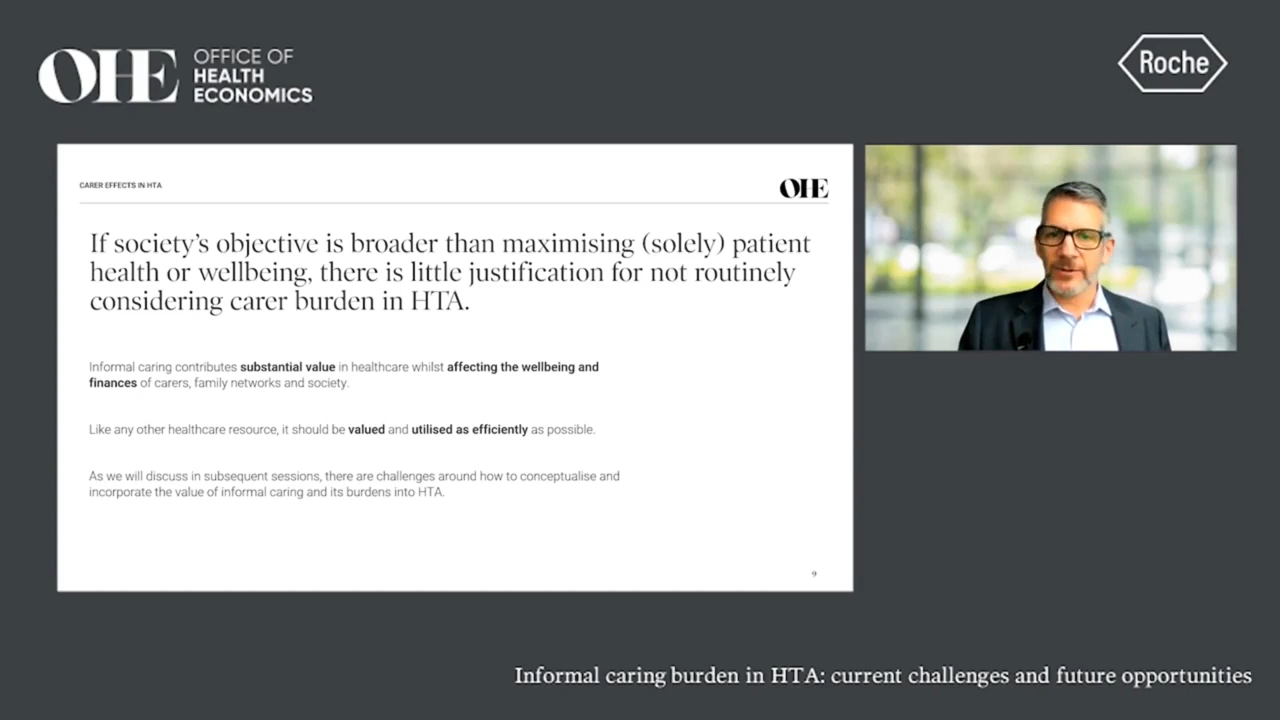 OHE
OFFICE OF
HEALTH
ECONOMICS
Roche
CARER EFFECTS IN HTA
OHE
If society’s objective is broader than maximising (solely) patient
health or wellbeing, there is little justification for not routinely
considering carer burden in HTA.
Informal caring contributes substantial value in healthcare whilst affecting the wellbeing and
finances of carers, family networks and society.
Like any other healthcare resource, it should be valued and utilised as efficiently as possible.
As we will discuss in subsequent sessions, there are challenges around how to conceptualise and
incorporate the value of informal caring and its burdens into HTA.
9
Informal caring burden in HTA: current challenges and future opportunities